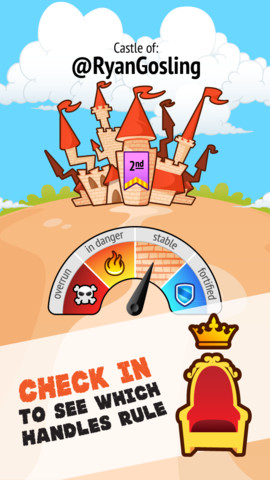 Castle of:
@RyanGosling
2nd
overrun
in danger
stable
fortified
CHECK IN
TO SEE WHICH
HANDLES RULE